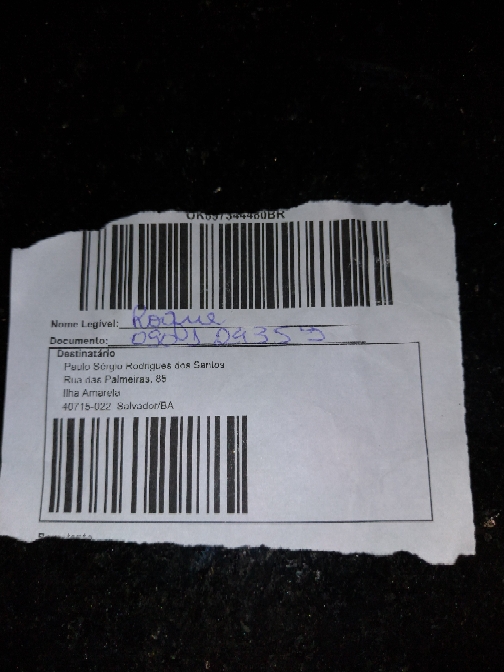 Nome Legível: Roque
Documento:
Destinatário
Paulo Sérgio Rodrigues dos Santos
Rua das Palmeiras, 85
Ilha Amarela
40715-022 Salvador/BA